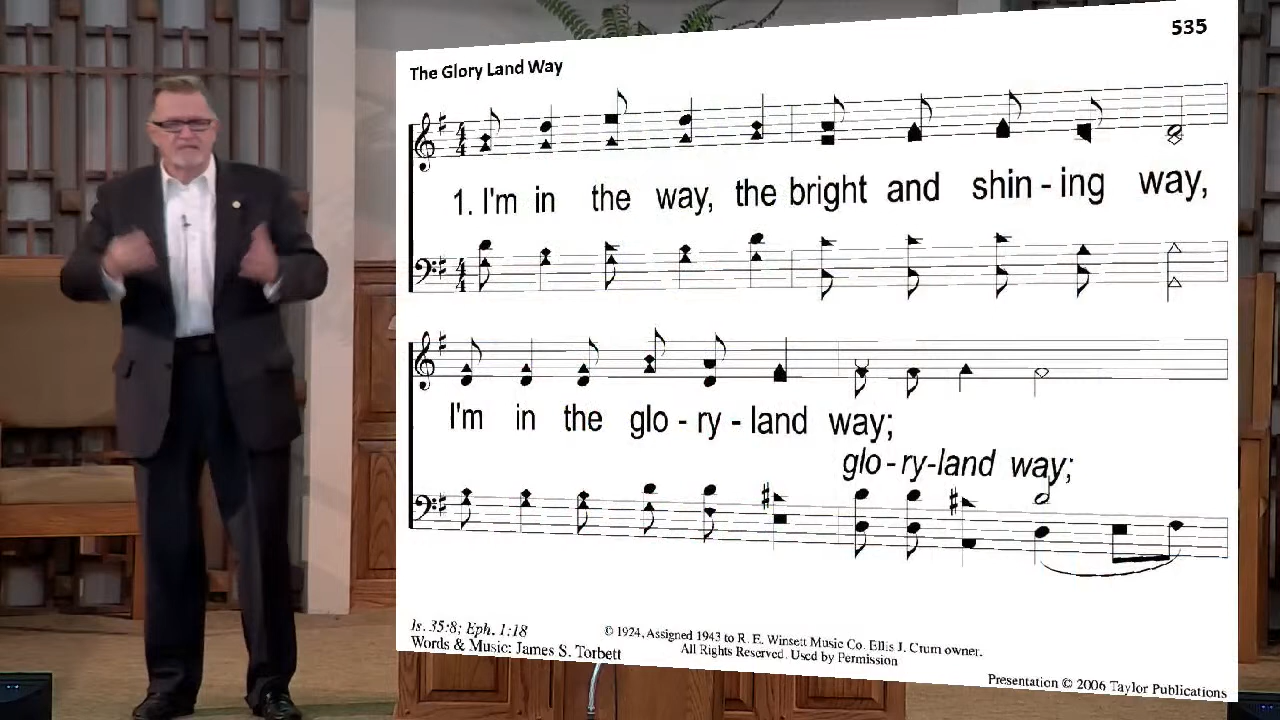 535
The Glory Land Way
1. I'm in the way, the bright and shin - ing way,
I'm in the glo - ry - land way;
glo - ry-land way;
Is. 35:8; Eph. 1:18
Words & Music: James S. Torbett
© 1924, Assigned 1943 to R. E. Winsett Music Co. Ellis J. Crum owner.
All Rights Reserved. Used by Permission
Presentation © 2006 Taylor Publications